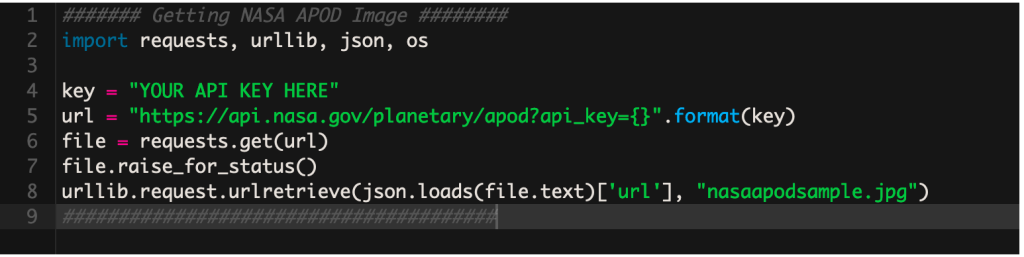 1 ####### Getting NASA APOD Image ########
2 import requests, urllib, json, os
3
4 key = "YOUR API KEY HERE"
5 url = "https://api.nasa.gov/planetary/apod?api_key={}".format(key)
6 file = requests.get(url)
7 file.raise_for_status()
8 urllib.request.urlretrieve(json.loads(file.text)['url'], "nasaapodsample.jpg")
9 #######################################